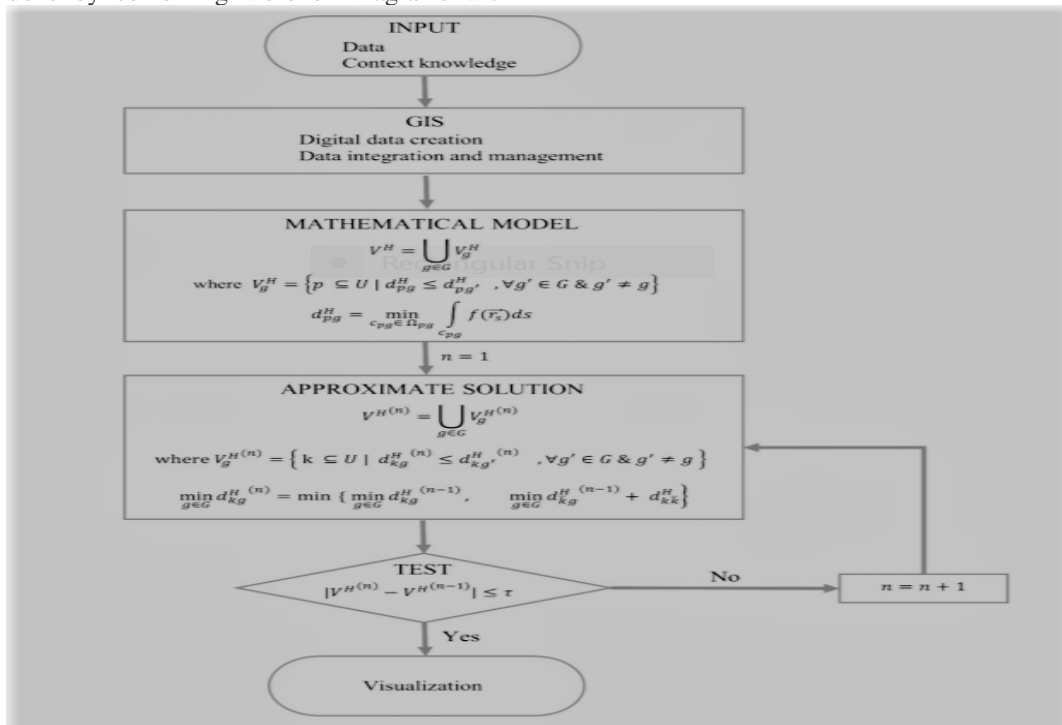 INPUT
Data
Context knowledge
GIS
Digital data creation
Data integration and management
MATHEMATICAL MODEL
V^H = ⋃_{g∈G} V_g^H
Rectangular Snip
where V_g^H = {p ⊆ U | d_{pg}^H ≤ d_{pg'}^H , ∀g' ∈ G & g' ≠ g}
d_{pg}^H = min_{c_{pg}∈Ω_{pg}} ∫_{c_{pg}} f(r_s⃗)ds
n = 1
APPROXIMATE SOLUTION
V^{H^{(n)}} = ⋃_{g∈G} V_g^{H^{(n)}}
where V_g^{H^{(n)}} = { k ⊆ U | d_{kg}^{H (n)} ≤ d_{kg'}^{H (n)} , ∀g' ∈ G & g' ≠ g }
min_{g∈G} d_{kg}^{H (n)} = min { min_{g∈G} d_{kg}^{H (n−1)} , min_{g∈G} d_{kg}^{H (n−1)} + d_{kk̄}^H }
TEST
|V^{H^{(n)}} − V^{H^{(n−1)}}| ≤ τ
No
n = n + 1
Yes
Visualization